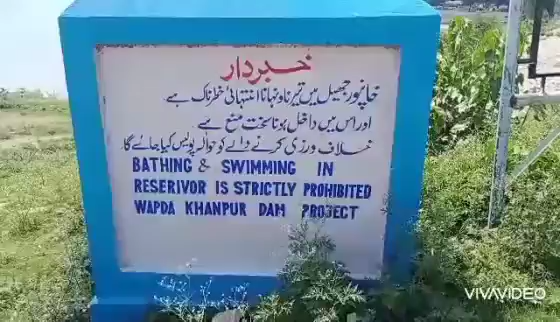 خبردار
خانپور جھیل میں تیرنا و نہانا انتہائی خطرناک ہے
اور اس میں داخل ہونا سخت منع ہے
خلاف ورزی کرنے والے کو حوالہ پولیس کیا جائے گا
BATHING & SWIMMING IN
RESERIVOR IS STRICTLY PROHIBITED
WAPDA KHANPUR DAM PROJECT
VIVAVIDEO